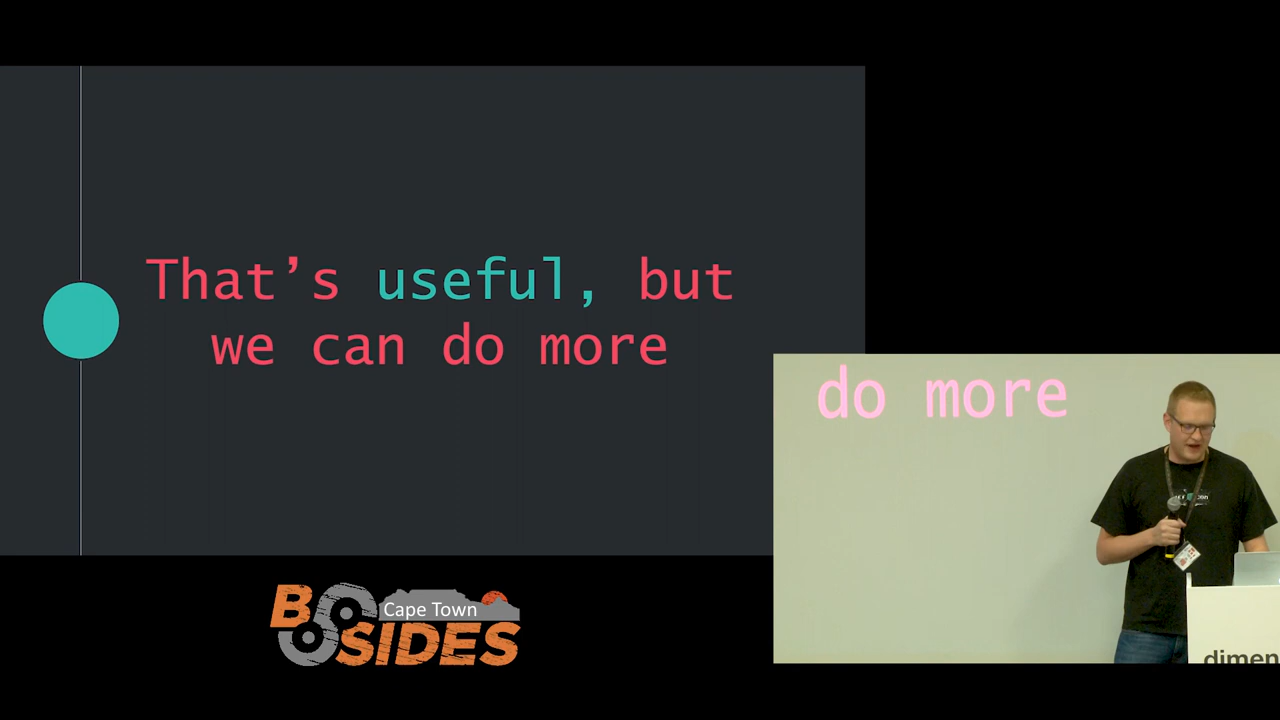 That's useful, but
we can do more
do more
Cape Town
BSIDES
dimen